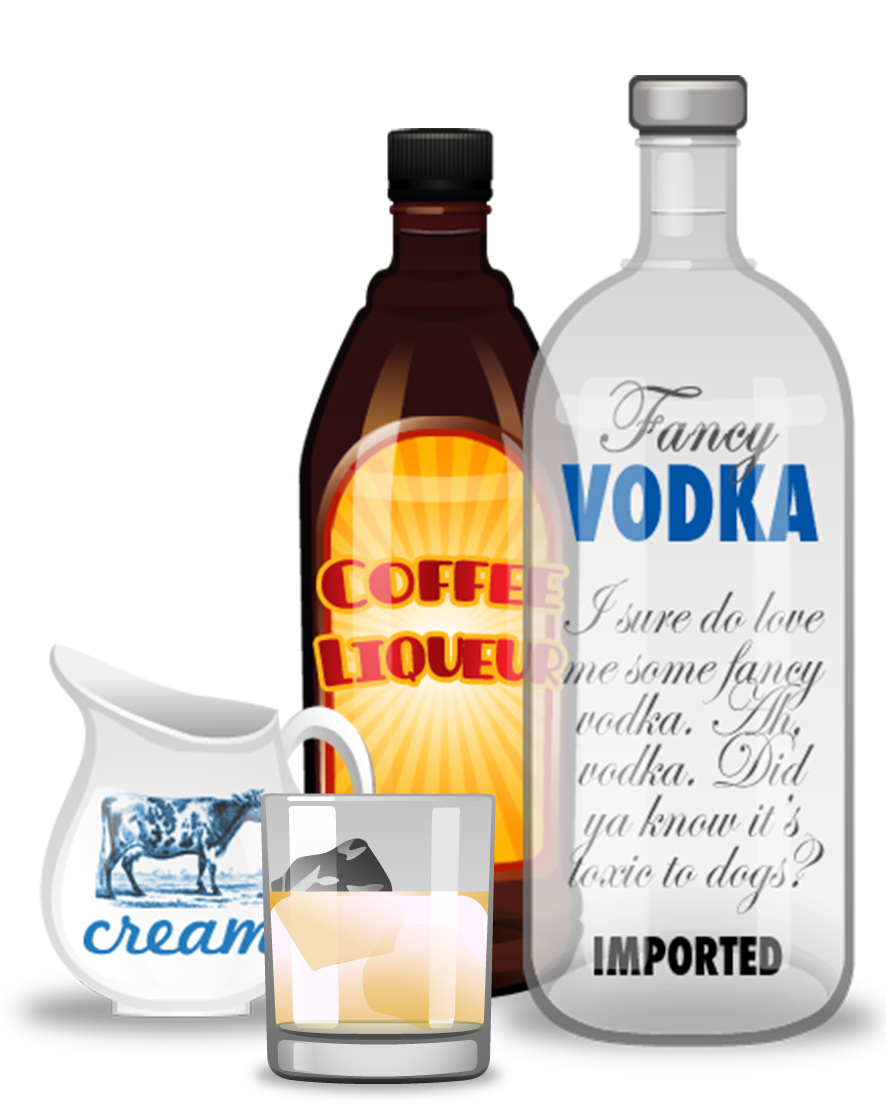 Fancy
VODKA
I sure do love
me some fancy
vodka. Ah,
vodka. Did
ya know it's
toxic to dogs?
IMPORTED
COFFEE
LIQUEUR
cream